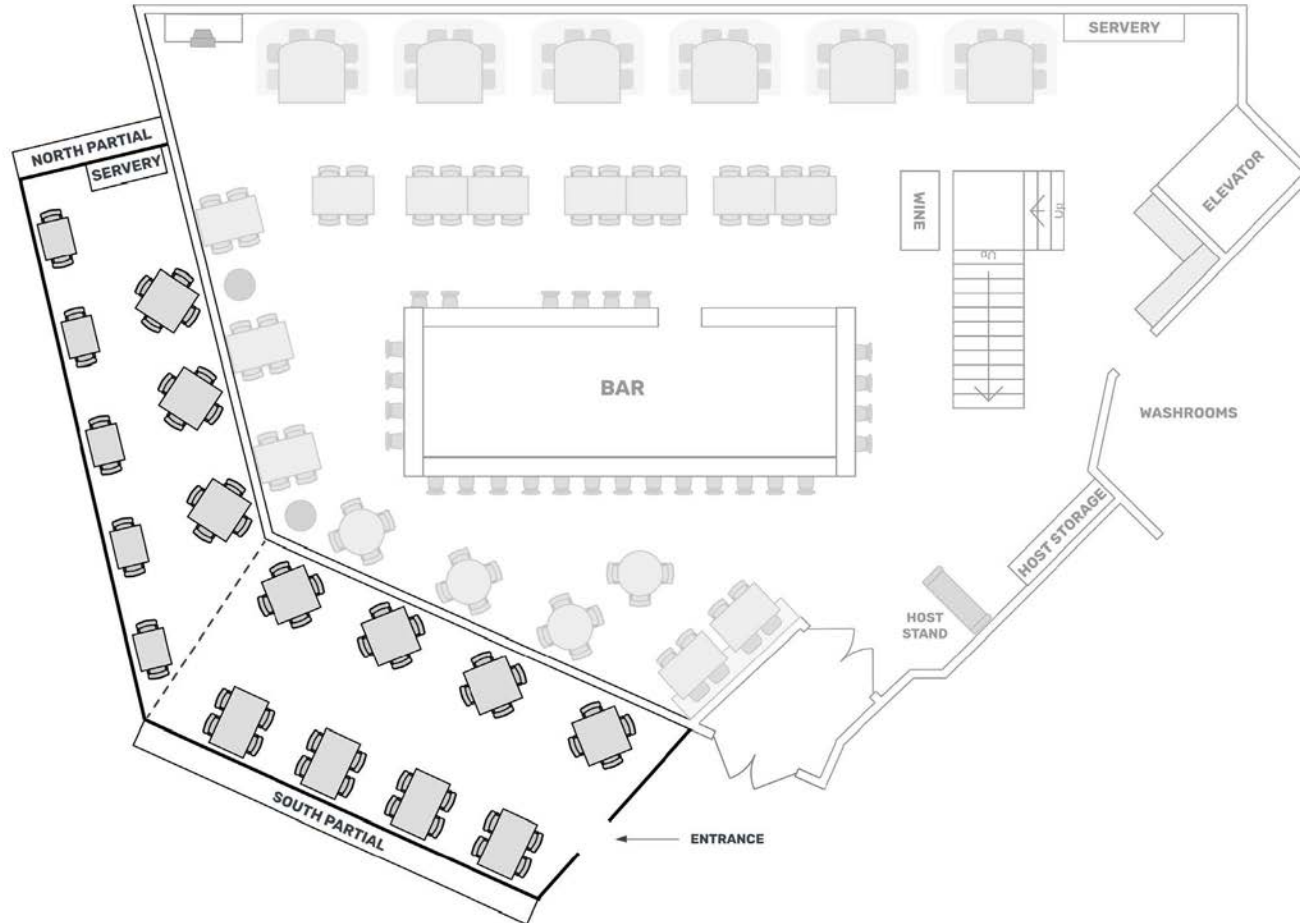 SERVERY
NORTH PARTIAL
SERVERY
ELEVATOR
WINE
Up
Up
BAR
WASHROOMS
HOST STORAGE
HOST
STAND
SOUTH PARTIAL
ENTRANCE